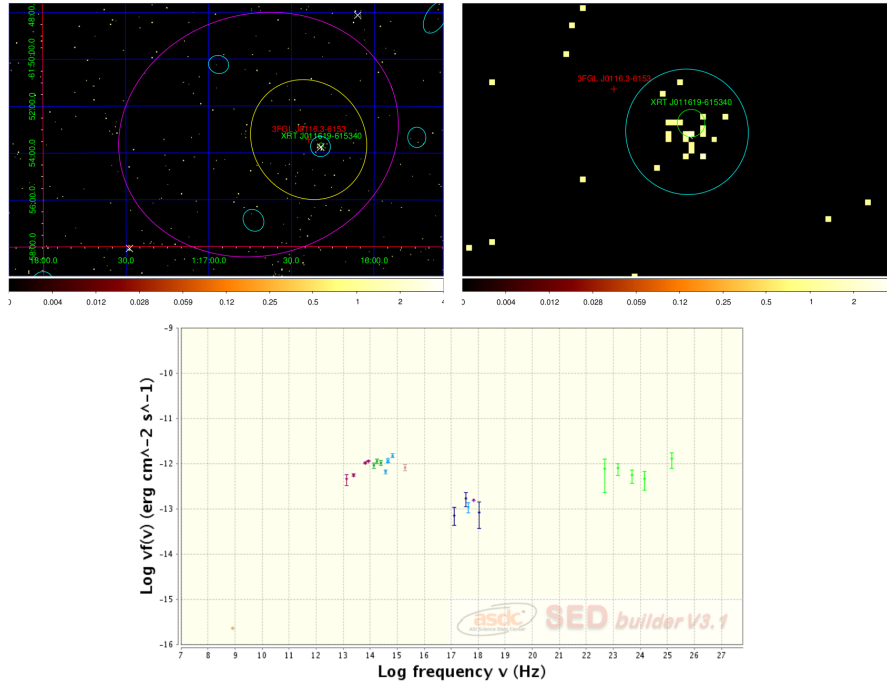 48:00.0
-61:50:00.0
52:00.0
54:00.0
56:00.0
58:00.0
3FGL J0116.3-6153
XRT J011619-615340
18:00.0
30.0
1:17:00.0
30.0
0.004 0.012 0.028 0.059 0.12 0.25 0.5 1 2
3FGL J0116.3-6153
XRT J011619-615340
0.004 0.012 0.028 0.059 0.12 0.25 0.5 1 2
Log νf(ν) (erg cm^-2 s^-1)
-9
-10
-11
-12
-13
-14
-15
-16
7 8 9 10 11 12 13 14 15 16 17 18 19 20 21 22 23 24 25 26 27
Log frequency ν (Hz)
asdc
SED builder V3.1